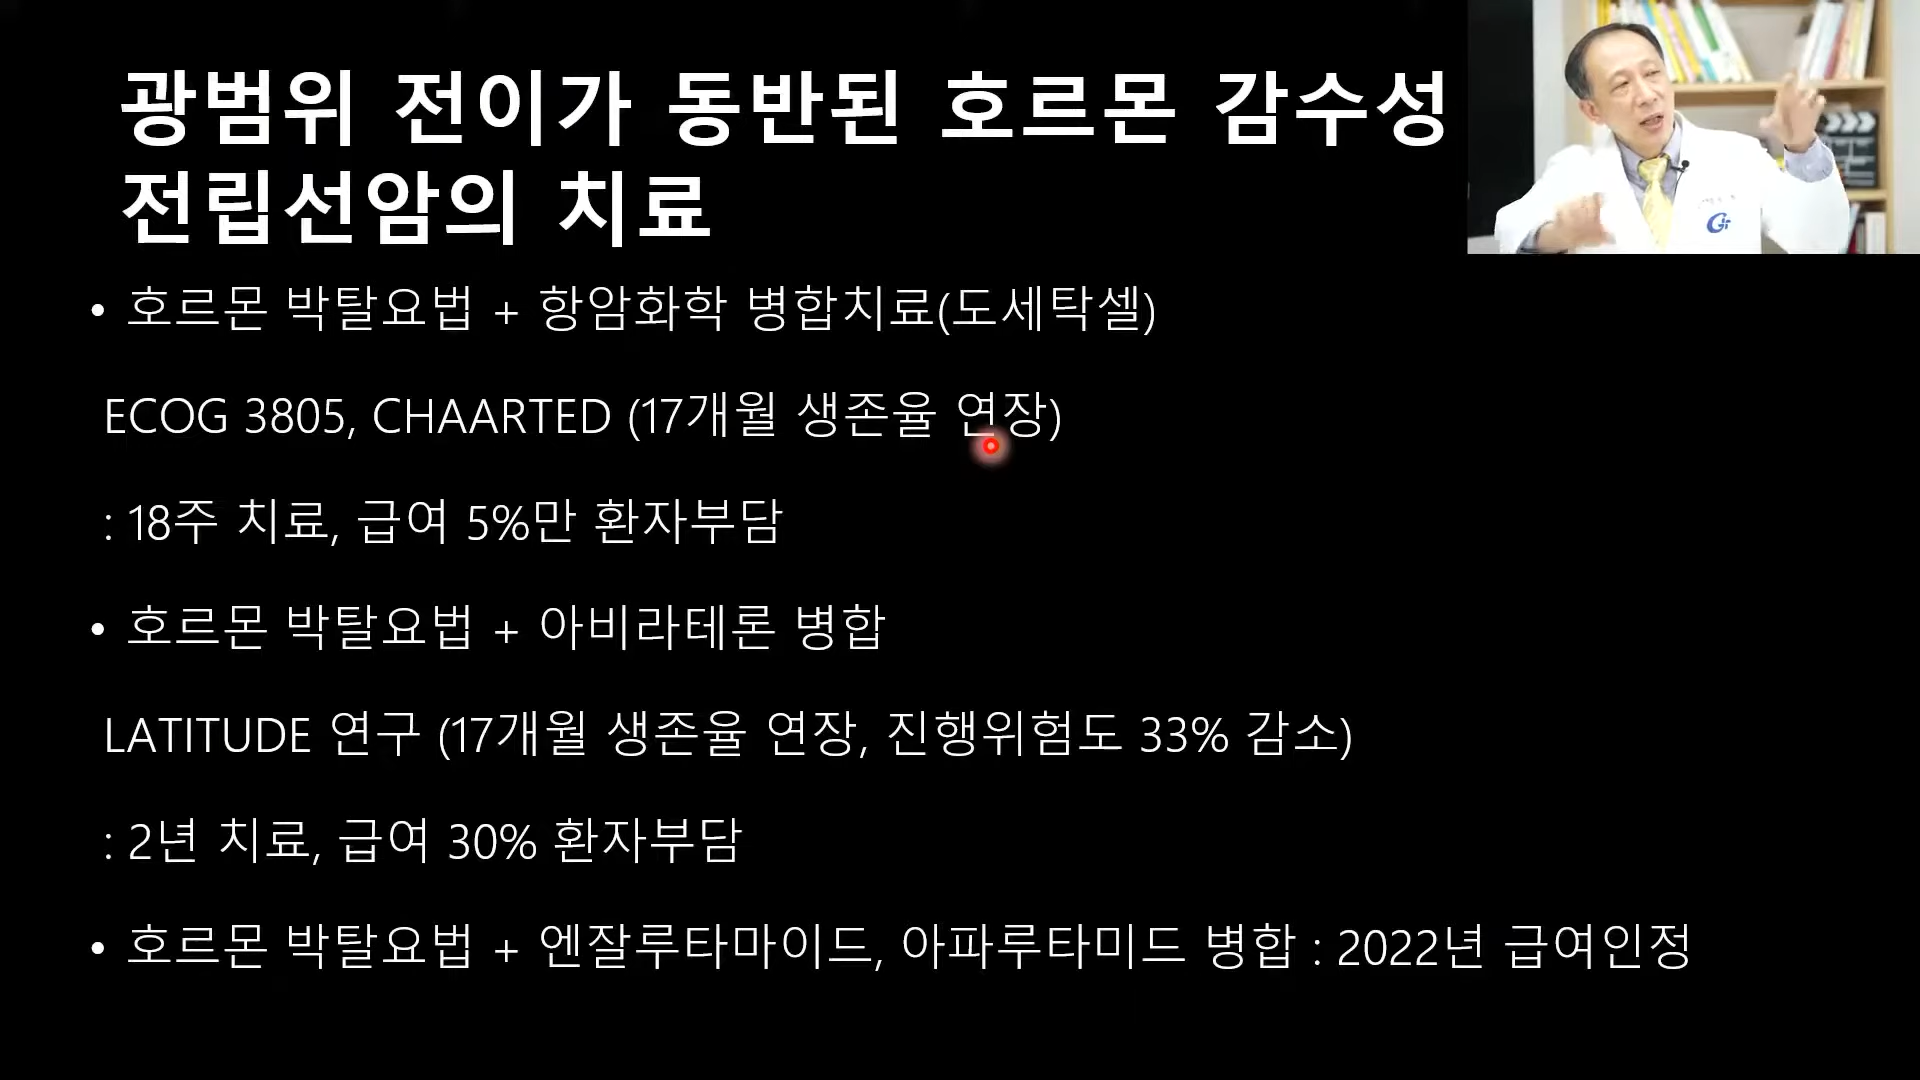 광범위 전이가 동반된 호르몬 감수성
전립선암의 치료
• 호르몬 박탈요법 + 항암화학 병합치료(도세탁셀)
ECOG 3805, CHAARTED (17개월 생존율 연장)
: 18주 치료, 급여 5%만 환자부담
• 호르몬 박탈요법 + 아비라테론 병합
LATITUDE 연구 (17개월 생존율 연장, 진행위험도 33% 감소)
: 2년 치료, 급여 30% 환자부담
• 호르몬 박탈요법 + 엔잘루타마이드, 아파루타미드 병합 : 2022년 급여인정